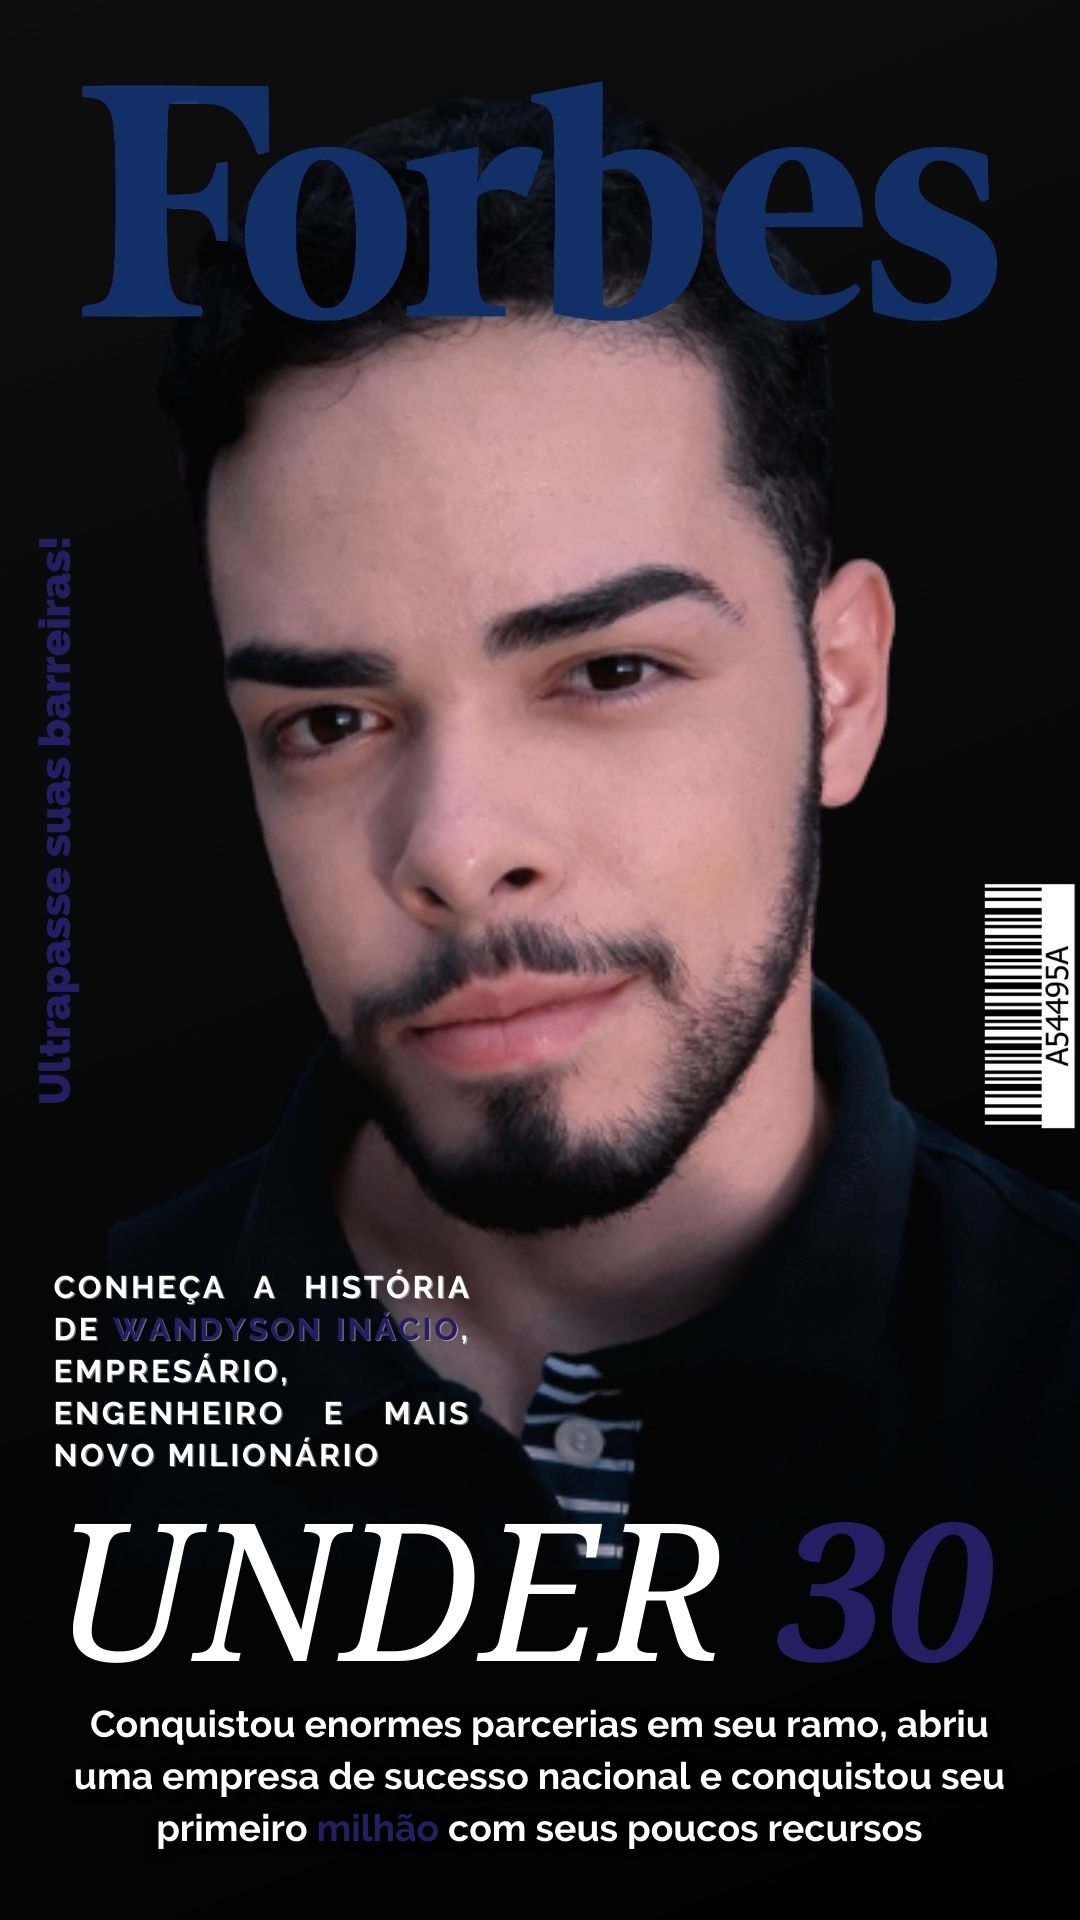 Forbes
Ultrapasse suas barreiras!
A54495A
CONHEÇA A HISTÓRIA
DE WANDYSON INÁCIO,
EMPRESÁRIO,
ENGENHEIRO E MAIS
NOVO MILIONÁRIO
UNDER 30
Conquistou enormes parcerias em seu ramo, abriu
uma empresa de sucesso nacional e conquistou seu
primeiro milhão com seus poucos recursos